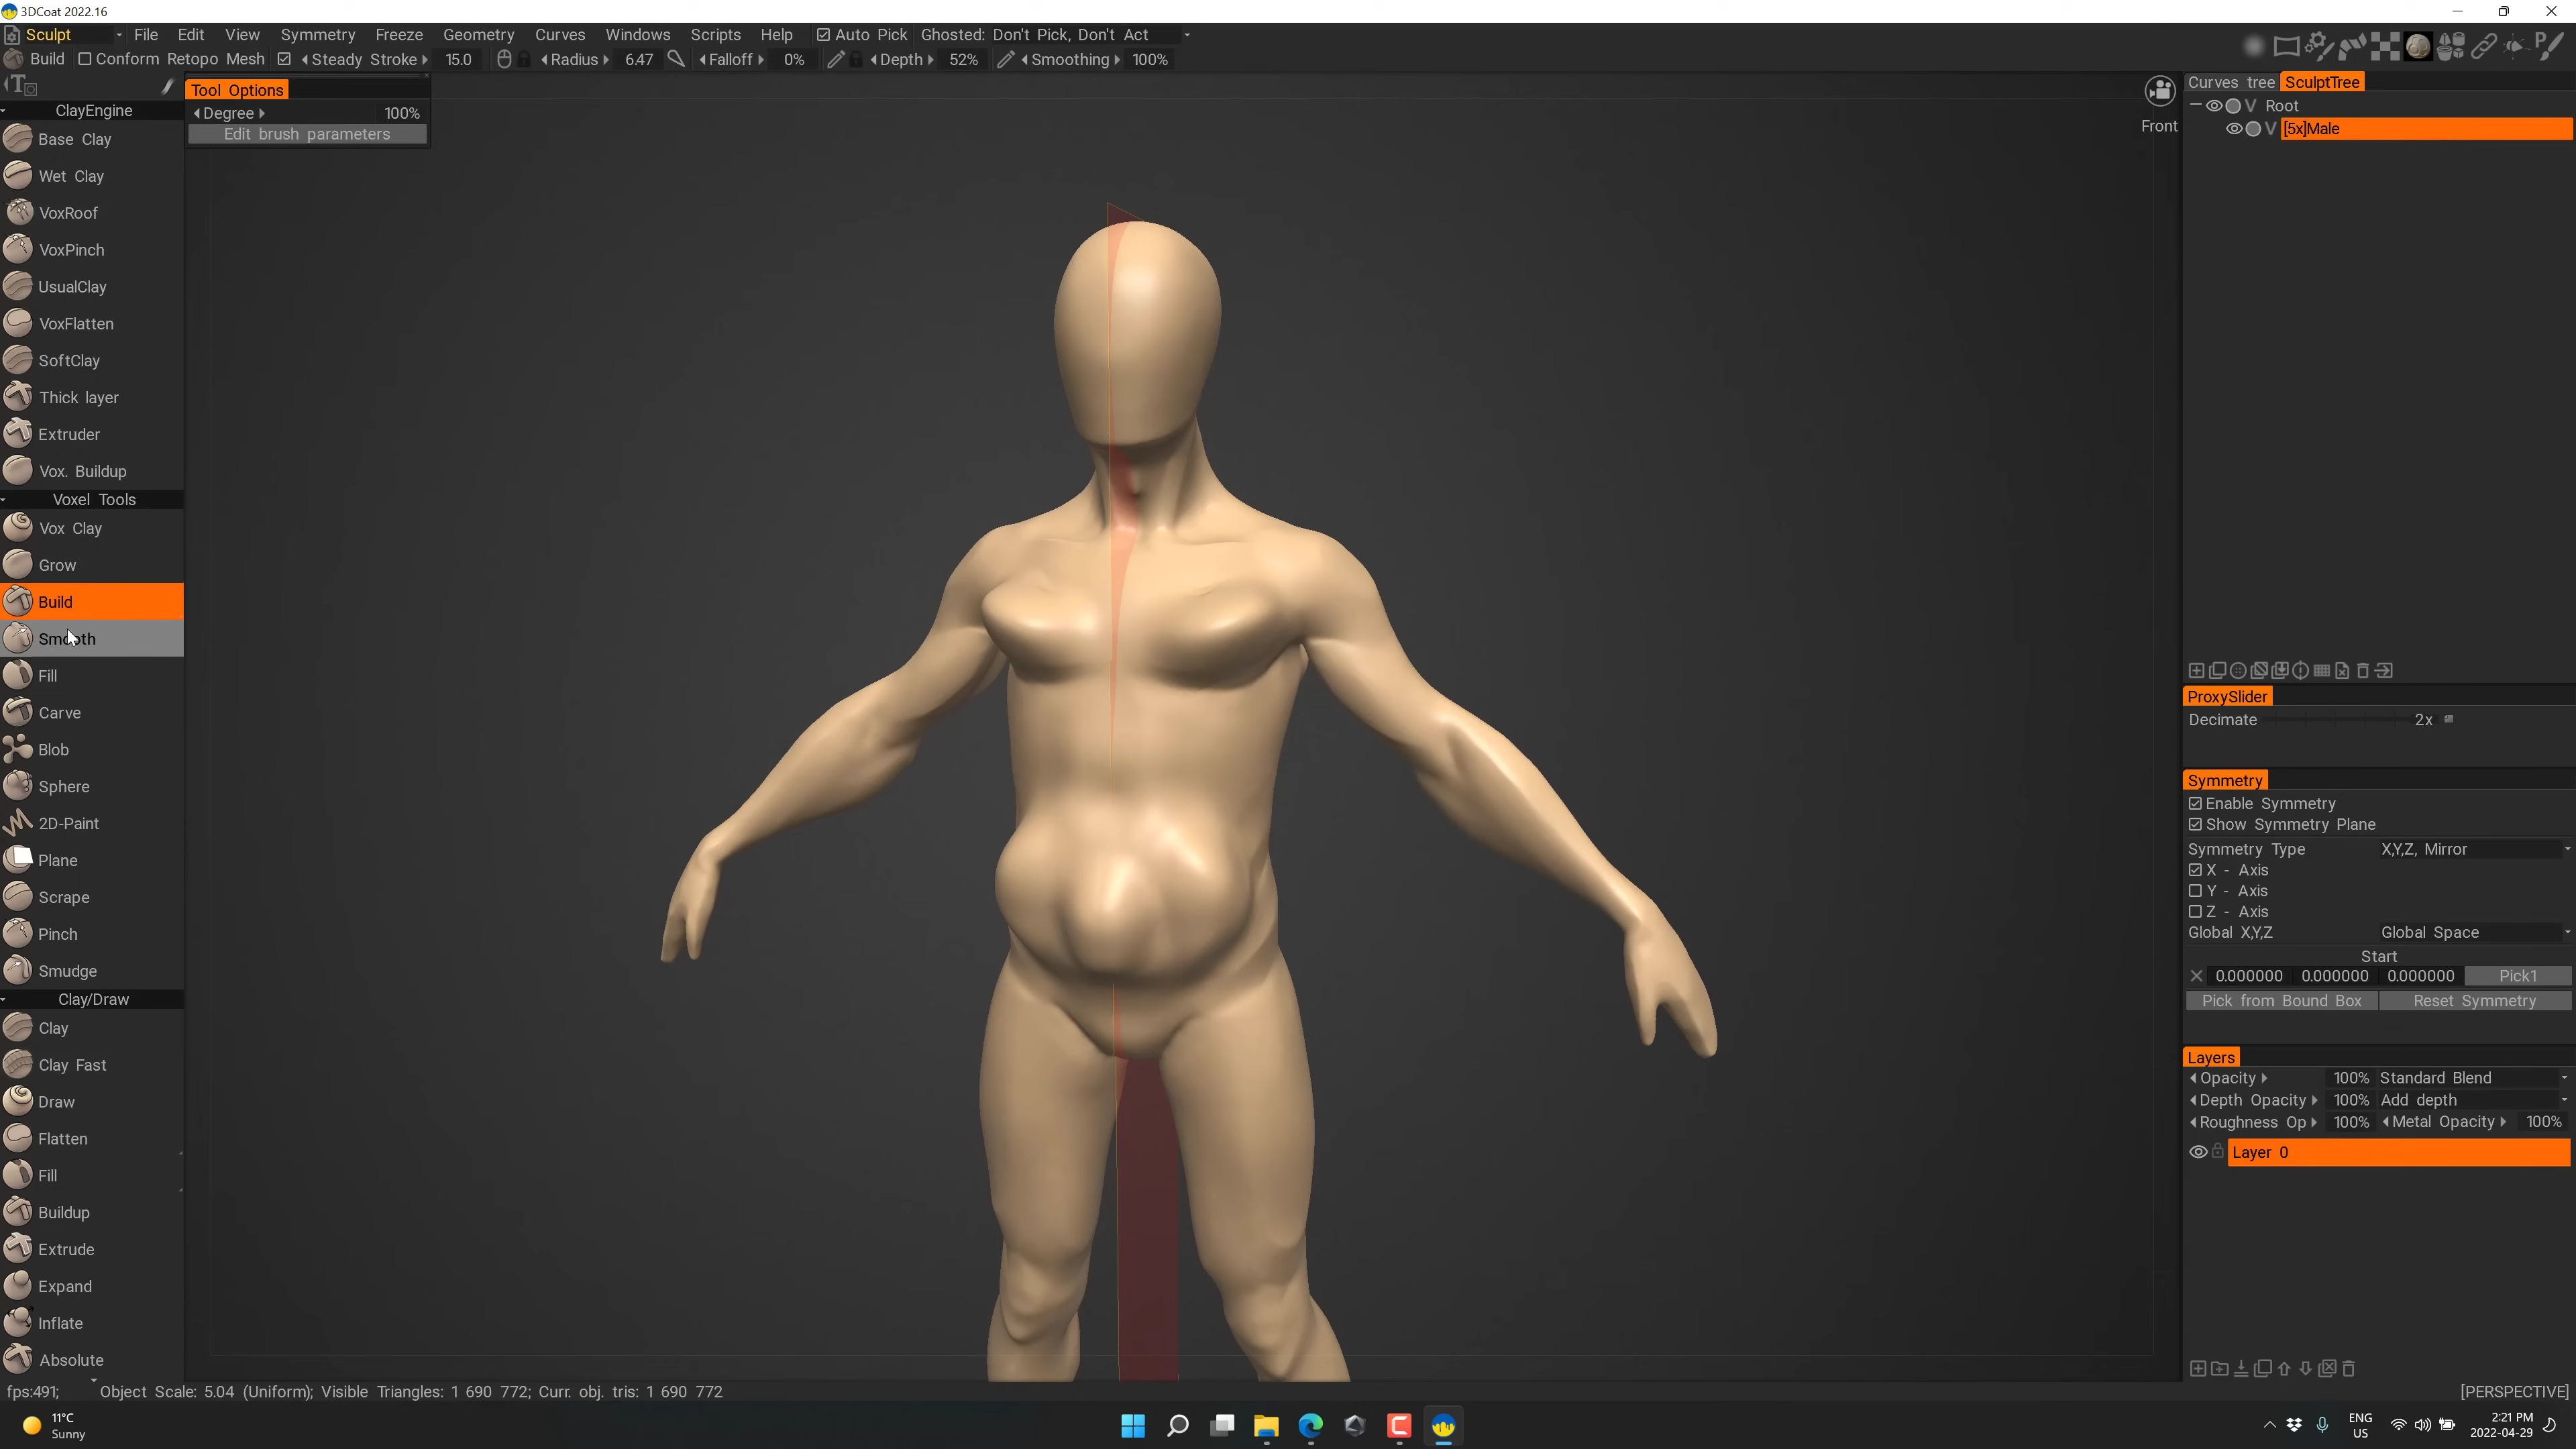 3DCoat 2022.16
Sculpt File Edit View Symmetry Freeze Geometry Curves Windows Scripts Help Auto Pick Ghosted: Don't Pick, Don't Act
Build Conform Retopo Mesh Steady Stroke 15.0 Radius 6.47 Falloff 0% Depth 52% Smoothing 100%
T
Tool Options
Degree 100%
Edit brush parameters
ClayEngine
Base Clay
Wet Clay
VoxRoof
VoxPinch
UsualClay
VoxFlatten
SoftClay
Thick layer
Extruder
Vox. Buildup
Voxel Tools
Vox Clay
Grow
Build
Smooth
Fill
Carve
Blob
Sphere
2D-Paint
Plane
Scrape
Pinch
Smudge
Clay/Draw
Clay
Clay Fast
Draw
Flatten
Fill
Buildup
Extrude
Expand
Inflate
Absolute
Front
Curves tree SculptTree
V Root
V [5x]Male
ProxySlider
Decimate 2x
Symmetry
Enable Symmetry
Show Symmetry Plane
Symmetry Type X,Y,Z, Mirror
X - Axis
Y - Axis
Z - Axis
Global X,Y,Z Global Space
Start
0.000000 0.000000 0.000000 Pick1
Pick from Bound Box Reset Symmetry
Layers
Opacity 100% Standard Blend
Depth Opacity 100% Add depth
Roughness Op 100% Metal Opacity 100%
Layer 0
fps:491; Object Scale: 5.04 (Uniform); Visible Triangles: 1 690 772; Curr. obj. tris: 1 690 772
[PERSPECTIVE]
11°C
Sunny
ENG
US
2:21 PM
2022-04-29